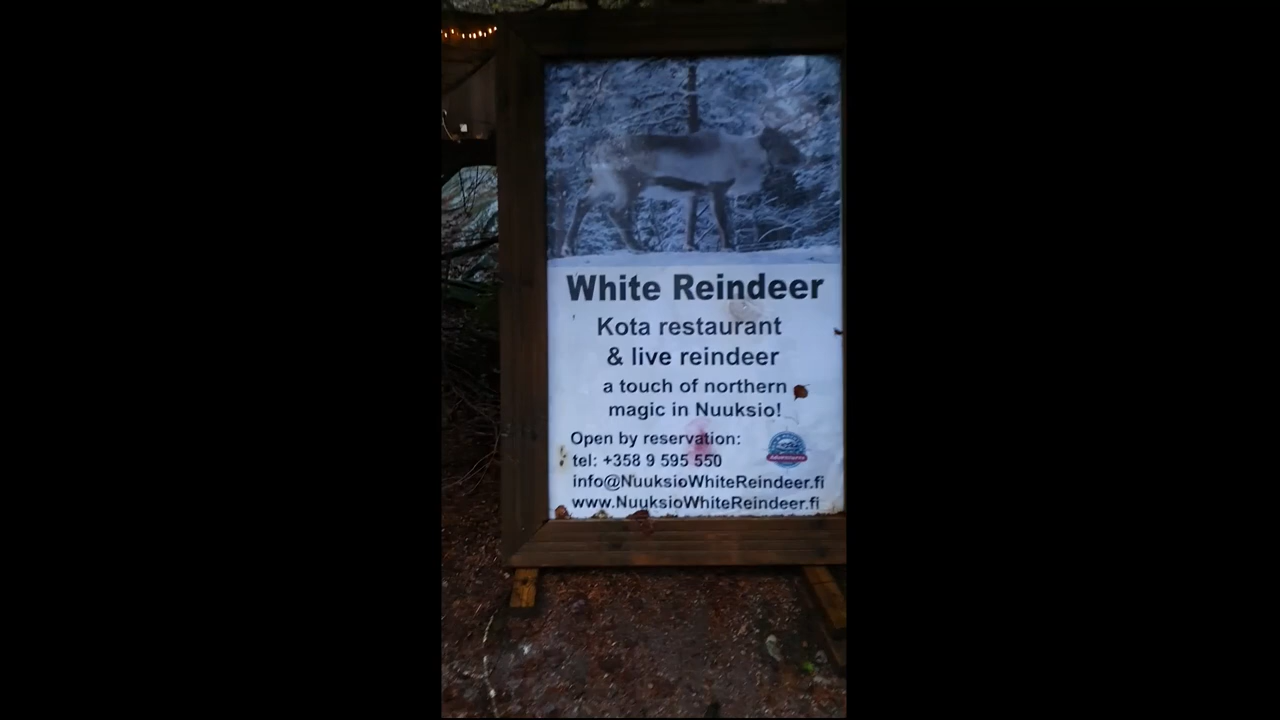 White Reindeer
Kota restaurant
& live reindeer
a touch of northern
magic in Nuuksio!
Open by reservation:
tel: +358 9 595 550
info@NuuksioWhiteReindeer.fi
www.NuuksioWhiteReindeer.fi